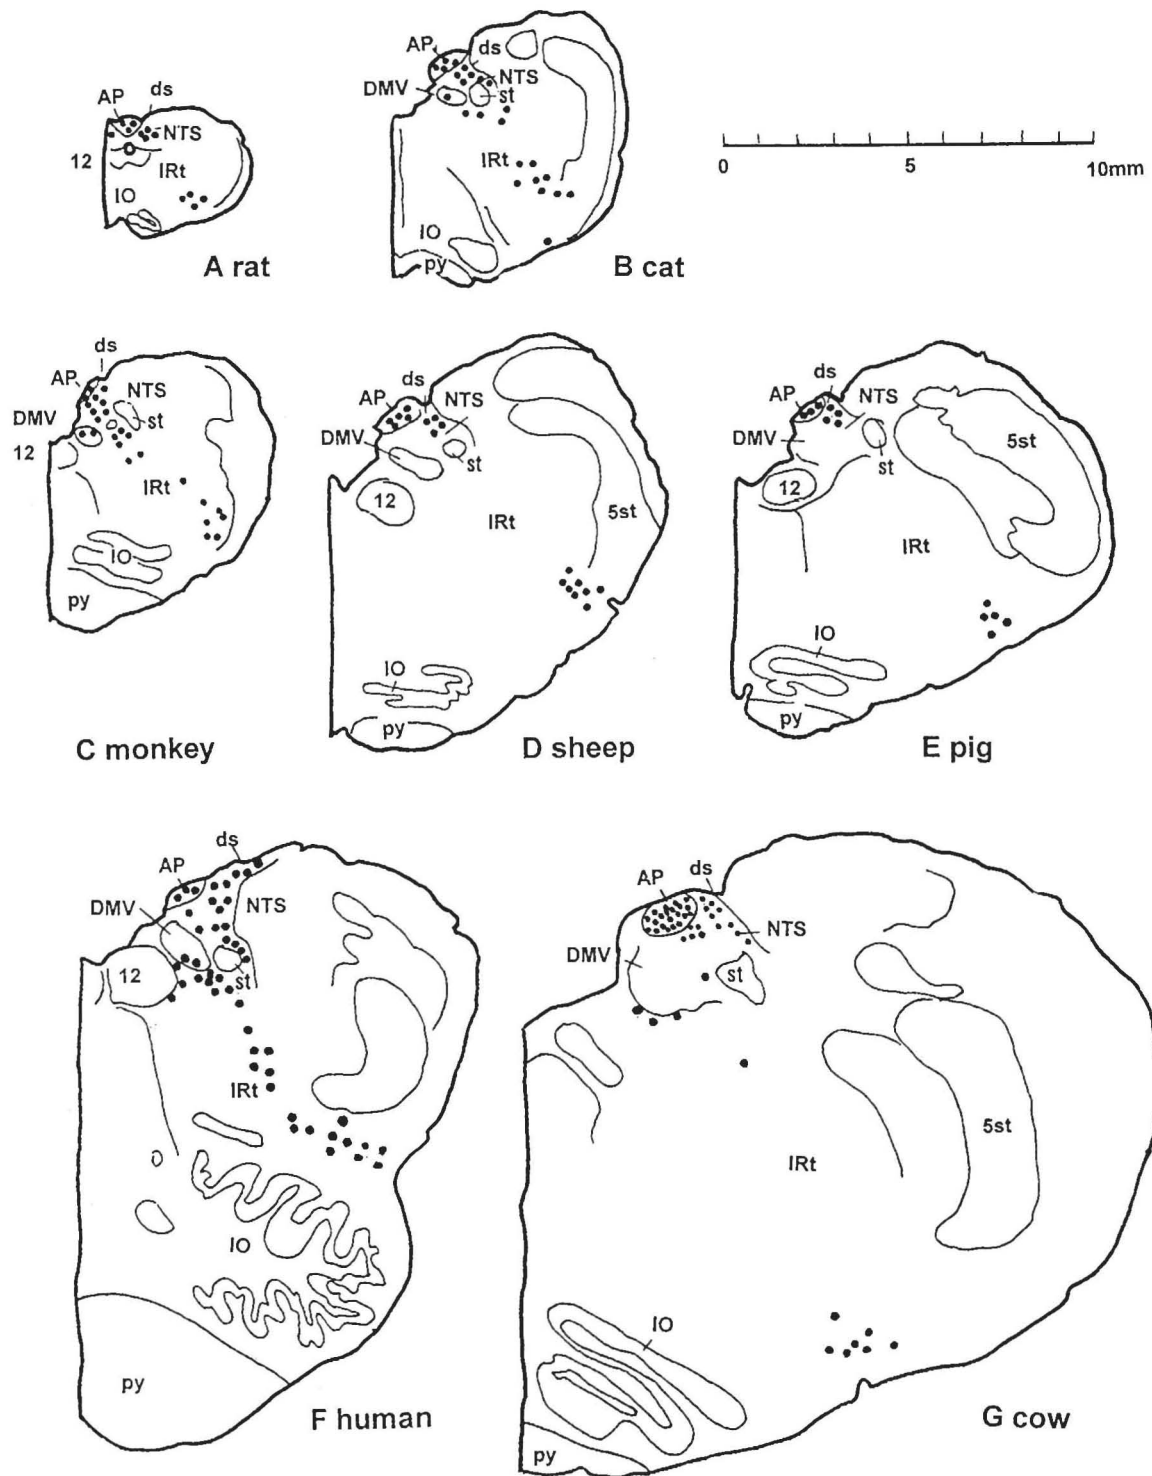 AP ds
NTS
12
IRt
IO
A rat
AP ds
NTS
DMV st
IRt
IO
py
B cat
0 5 10mm
ds
AP
NTS
DMV st
12
IRt
IO
py
C monkey
ds
AP NTS
DMV
st
12
IRt 5st
IO
py
D sheep
ds
AP NTS
DMV 5st
st
12
IRt
IO
py
E pig
ds
AP
DMV NTS
12 st
IRt
IO
py
F human
AP ds
NTS
DMV
st
5st
IRt
IO
py
G cow